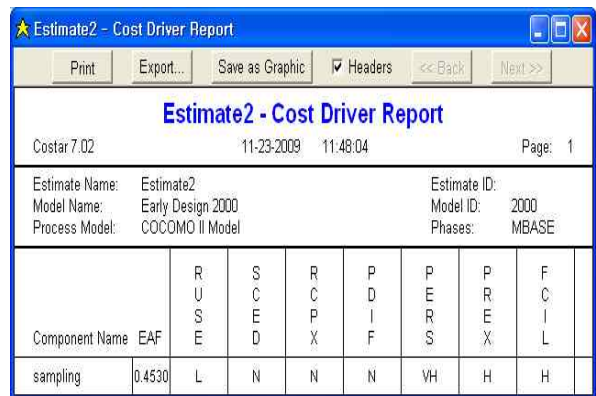 Estimate2 - Cost Driver Report
Print Export... Save as Graphic Headers << Back Next >>
Estimate2 - Cost Driver Report
Costar 7.02 11-23-2009 11:48:04 Page: 1
Estimate Name: Estimate2 Estimate ID:
Model Name: Early Design 2000 Model ID: 2000
Process Model: COCOMO II Model Phases: MBASE
Component Name EAF RUSE SCED RCPX PDIF PERS PREX FCIL
sampling 0.4530 L N N N VH H H